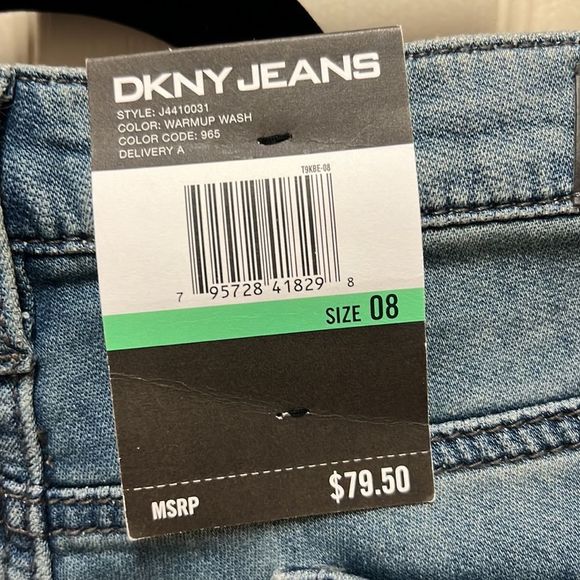 DKNY JEANS
STYLE: J4410031
COLOR: WARMUP WASH
COLOR CODE: 965
DELIVERY A
T9KBE-08
7 95728 41829 8
SIZE 08
MSRP $79.50